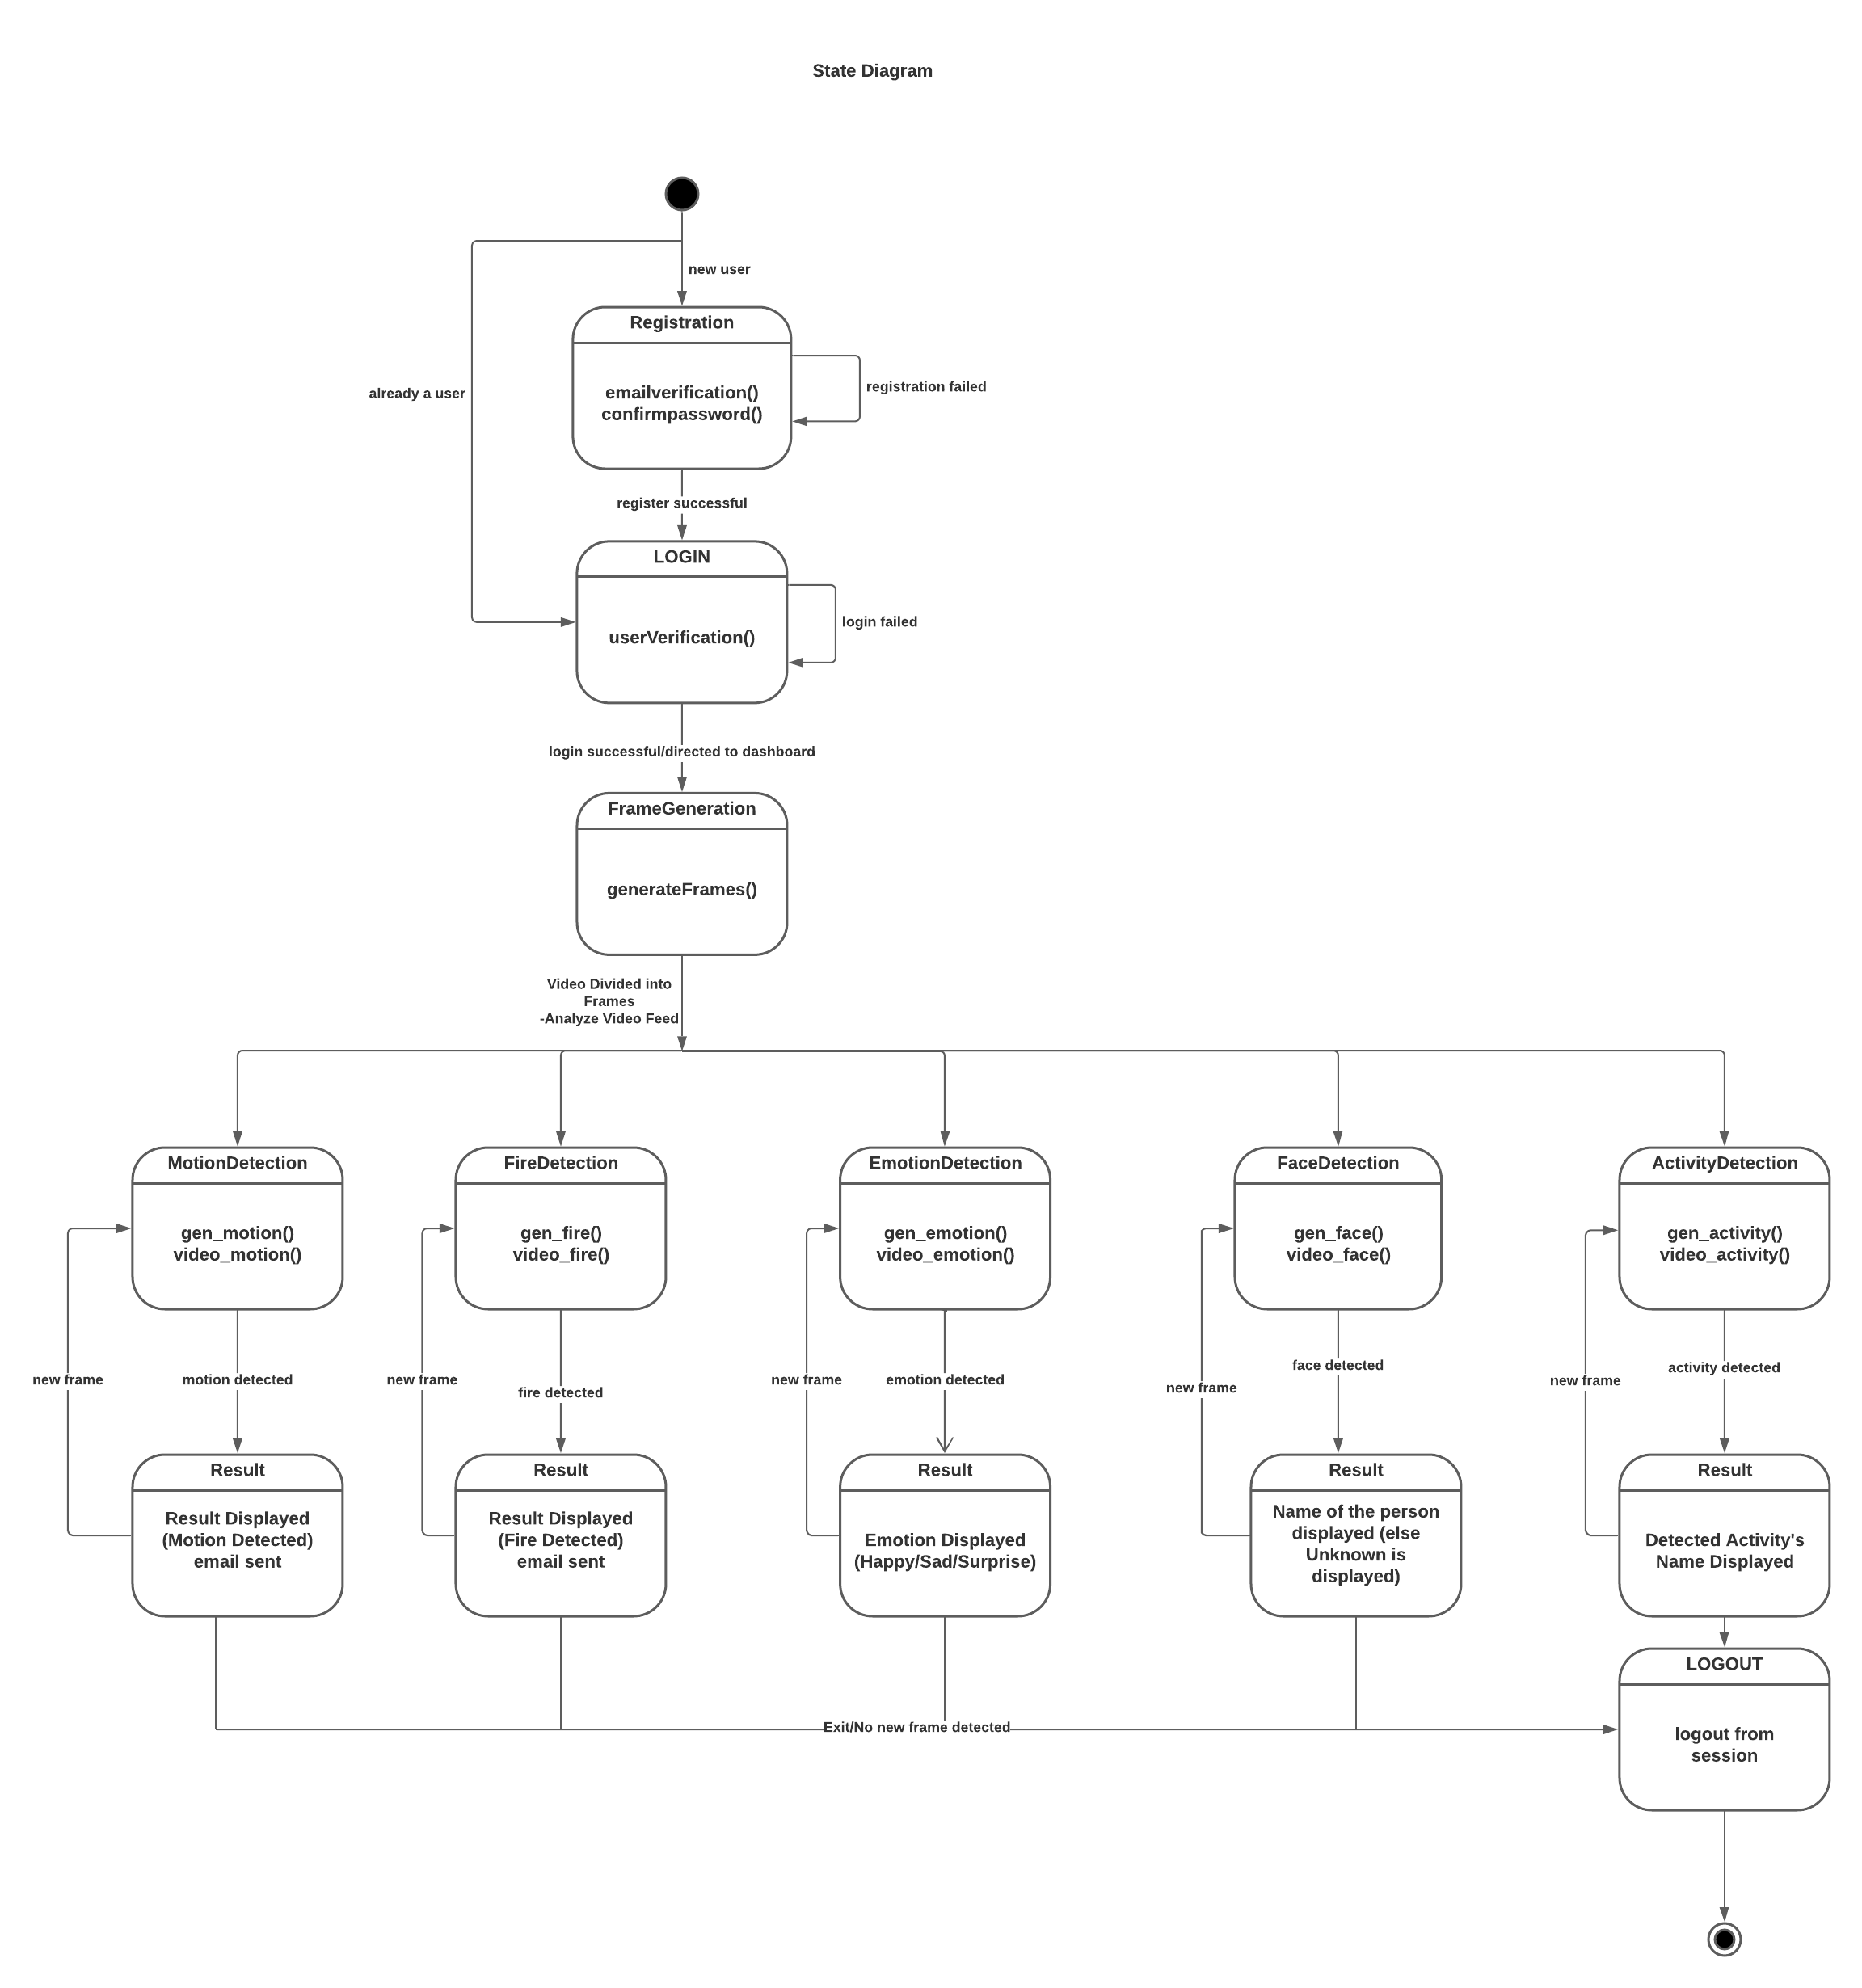 State Diagram
new user
Registration
emailverification()
confirmpassword()
registration failed
already a user
register successful
LOGIN
userVerification()
login failed
login successful/directed to dashboard
FrameGeneration
generateFrames()
Video Divided into
Frames
-Analyze Video Feed
MotionDetection
gen_motion()
video_motion()
FireDetection
gen_fire()
video_fire()
EmotionDetection
gen_emotion()
video_emotion()
FaceDetection
gen_face()
video_face()
ActivityDetection
gen_activity()
video_activity()
new frame
motion detected
new frame
fire detected
new frame
emotion detected
new frame
face detected
new frame
activity detected
Result
Result Displayed
(Motion Detected)
email sent
Result
Result Displayed
(Fire Detected)
email sent
Result
Emotion Displayed
(Happy/Sad/Surprise)
Result
Name of the person
displayed (else
Unknown is
displayed)
Result
Detected Activity's
Name Displayed
Exit/No new frame detected
LOGOUT
logout from
session